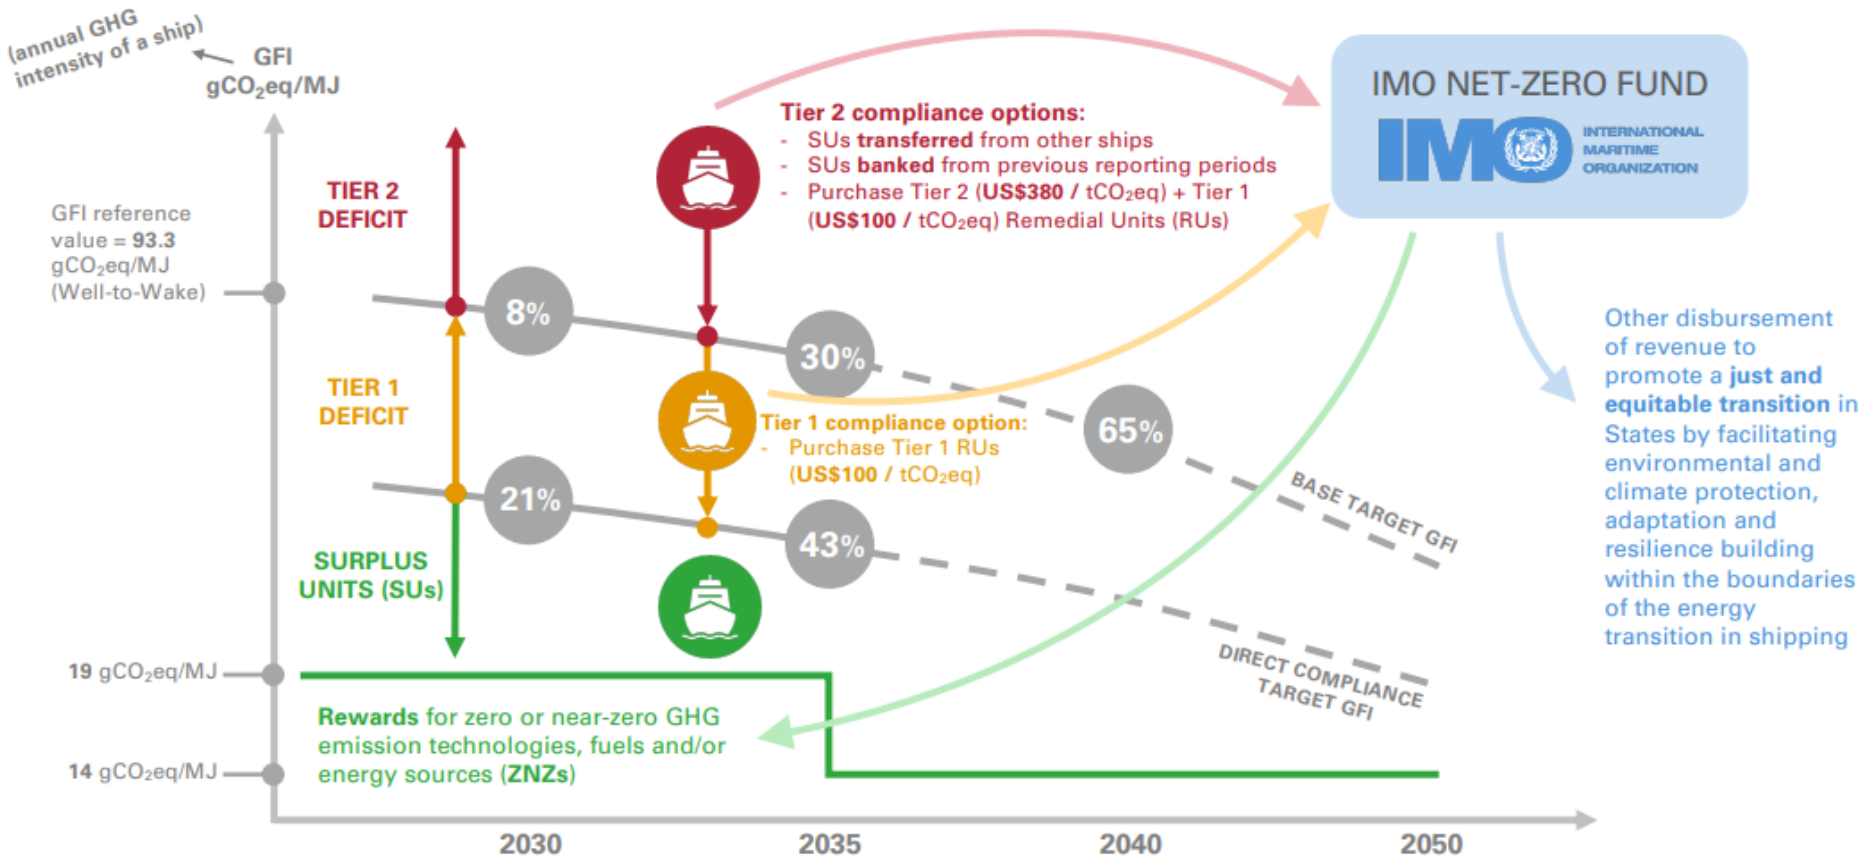 (annual GHG
intensity of a ship)
GFI
gCO₂eq/MJ
GFI reference
value = 93.3
gCO₂eq/MJ
(Well-to-Wake)
19 gCO₂eq/MJ
14 gCO₂eq/MJ
TIER 2
DEFICIT
TIER 1
DEFICIT
SURPLUS
UNITS (SUs)
8%
30%
65%
21%
43%
Tier 2 compliance options:
- SUs transferred from other ships
- SUs banked from previous reporting periods
- Purchase Tier 2 (US$380 / tCO₂eq) + Tier 1
(US$100 / tCO₂eq) Remedial Units (RUs)
Tier 1 compliance option:
- Purchase Tier 1 RUs
(US$100 / tCO₂eq)
BASE TARGET GFI
DIRECT COMPLIANCE
TARGET GFI
Rewards for zero or near-zero GHG
emission technologies, fuels and/or
energy sources (ZNZs)
IMO NET-ZERO FUND
IMO
INTERNATIONAL
MARITIME
ORGANIZATION
Other disbursement
of revenue to
promote a just and
equitable transition in
States by facilitating
environmental and
climate protection,
adaptation and
resilience building
within the boundaries
of the energy
transition in shipping
2030
2035
2040
2050